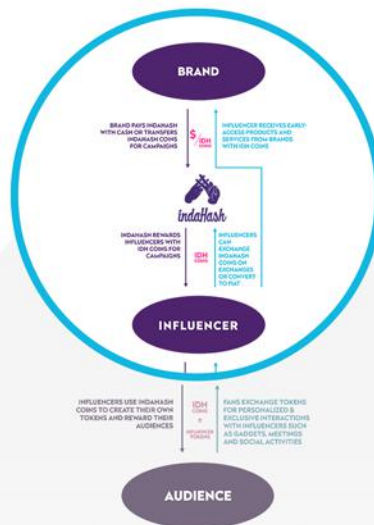 BRAND
BRAND PAYS INDAHASH
WITH CASH OR TRANSFERS
INDAHASH COINS
FOR CAMPAIGNS
$/IDH
COINS
INFLUENCER RECEIVES EARLY-
ACCESS PRODUCTS AND
SERVICES FROM BRANDS
WITH IDH COINS
indaHash
INDAHASH REWARDS
INFLUENCERS WITH
IDH COINS FOR
CAMPAIGNS
IDH
COINS
INFLUENCERS
CAN
EXCHANGE
INDAHASH
COINS ON
EXCHANGES
OR CONVERT
TO FIAT
INFLUENCER
INFLUENCERS USE INDAHASH
COINS TO CREATE THEIR OWN
TOKENS AND REWARD THEIR
AUDIENCES
IDH
COINS
+
INFLUENCER
TOKENS
FANS EXCHANGE TOKENS
FOR PERSONALIZED &
EXCLUSIVE INTERACTIONS
WITH INFLUENCERS SUCH
AS GADGETS, MEETINGS
AND SOCIAL ACTIVITIES
AUDIENCE